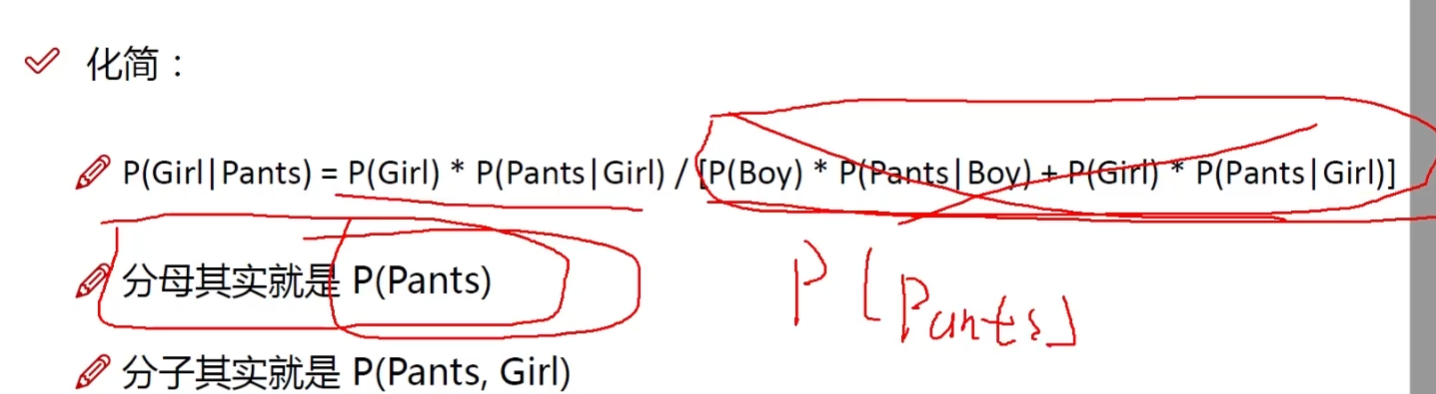 化简：
P(Girl|Pants) = P(Girl) * P(Pants|Girl) / [P(Boy) * P(Pants|Boy) + P(Girl) * P(Pants|Girl)]
分母其实就是 P(Pants)
P(Pants)
分子其实就是 P(Pants, Girl)